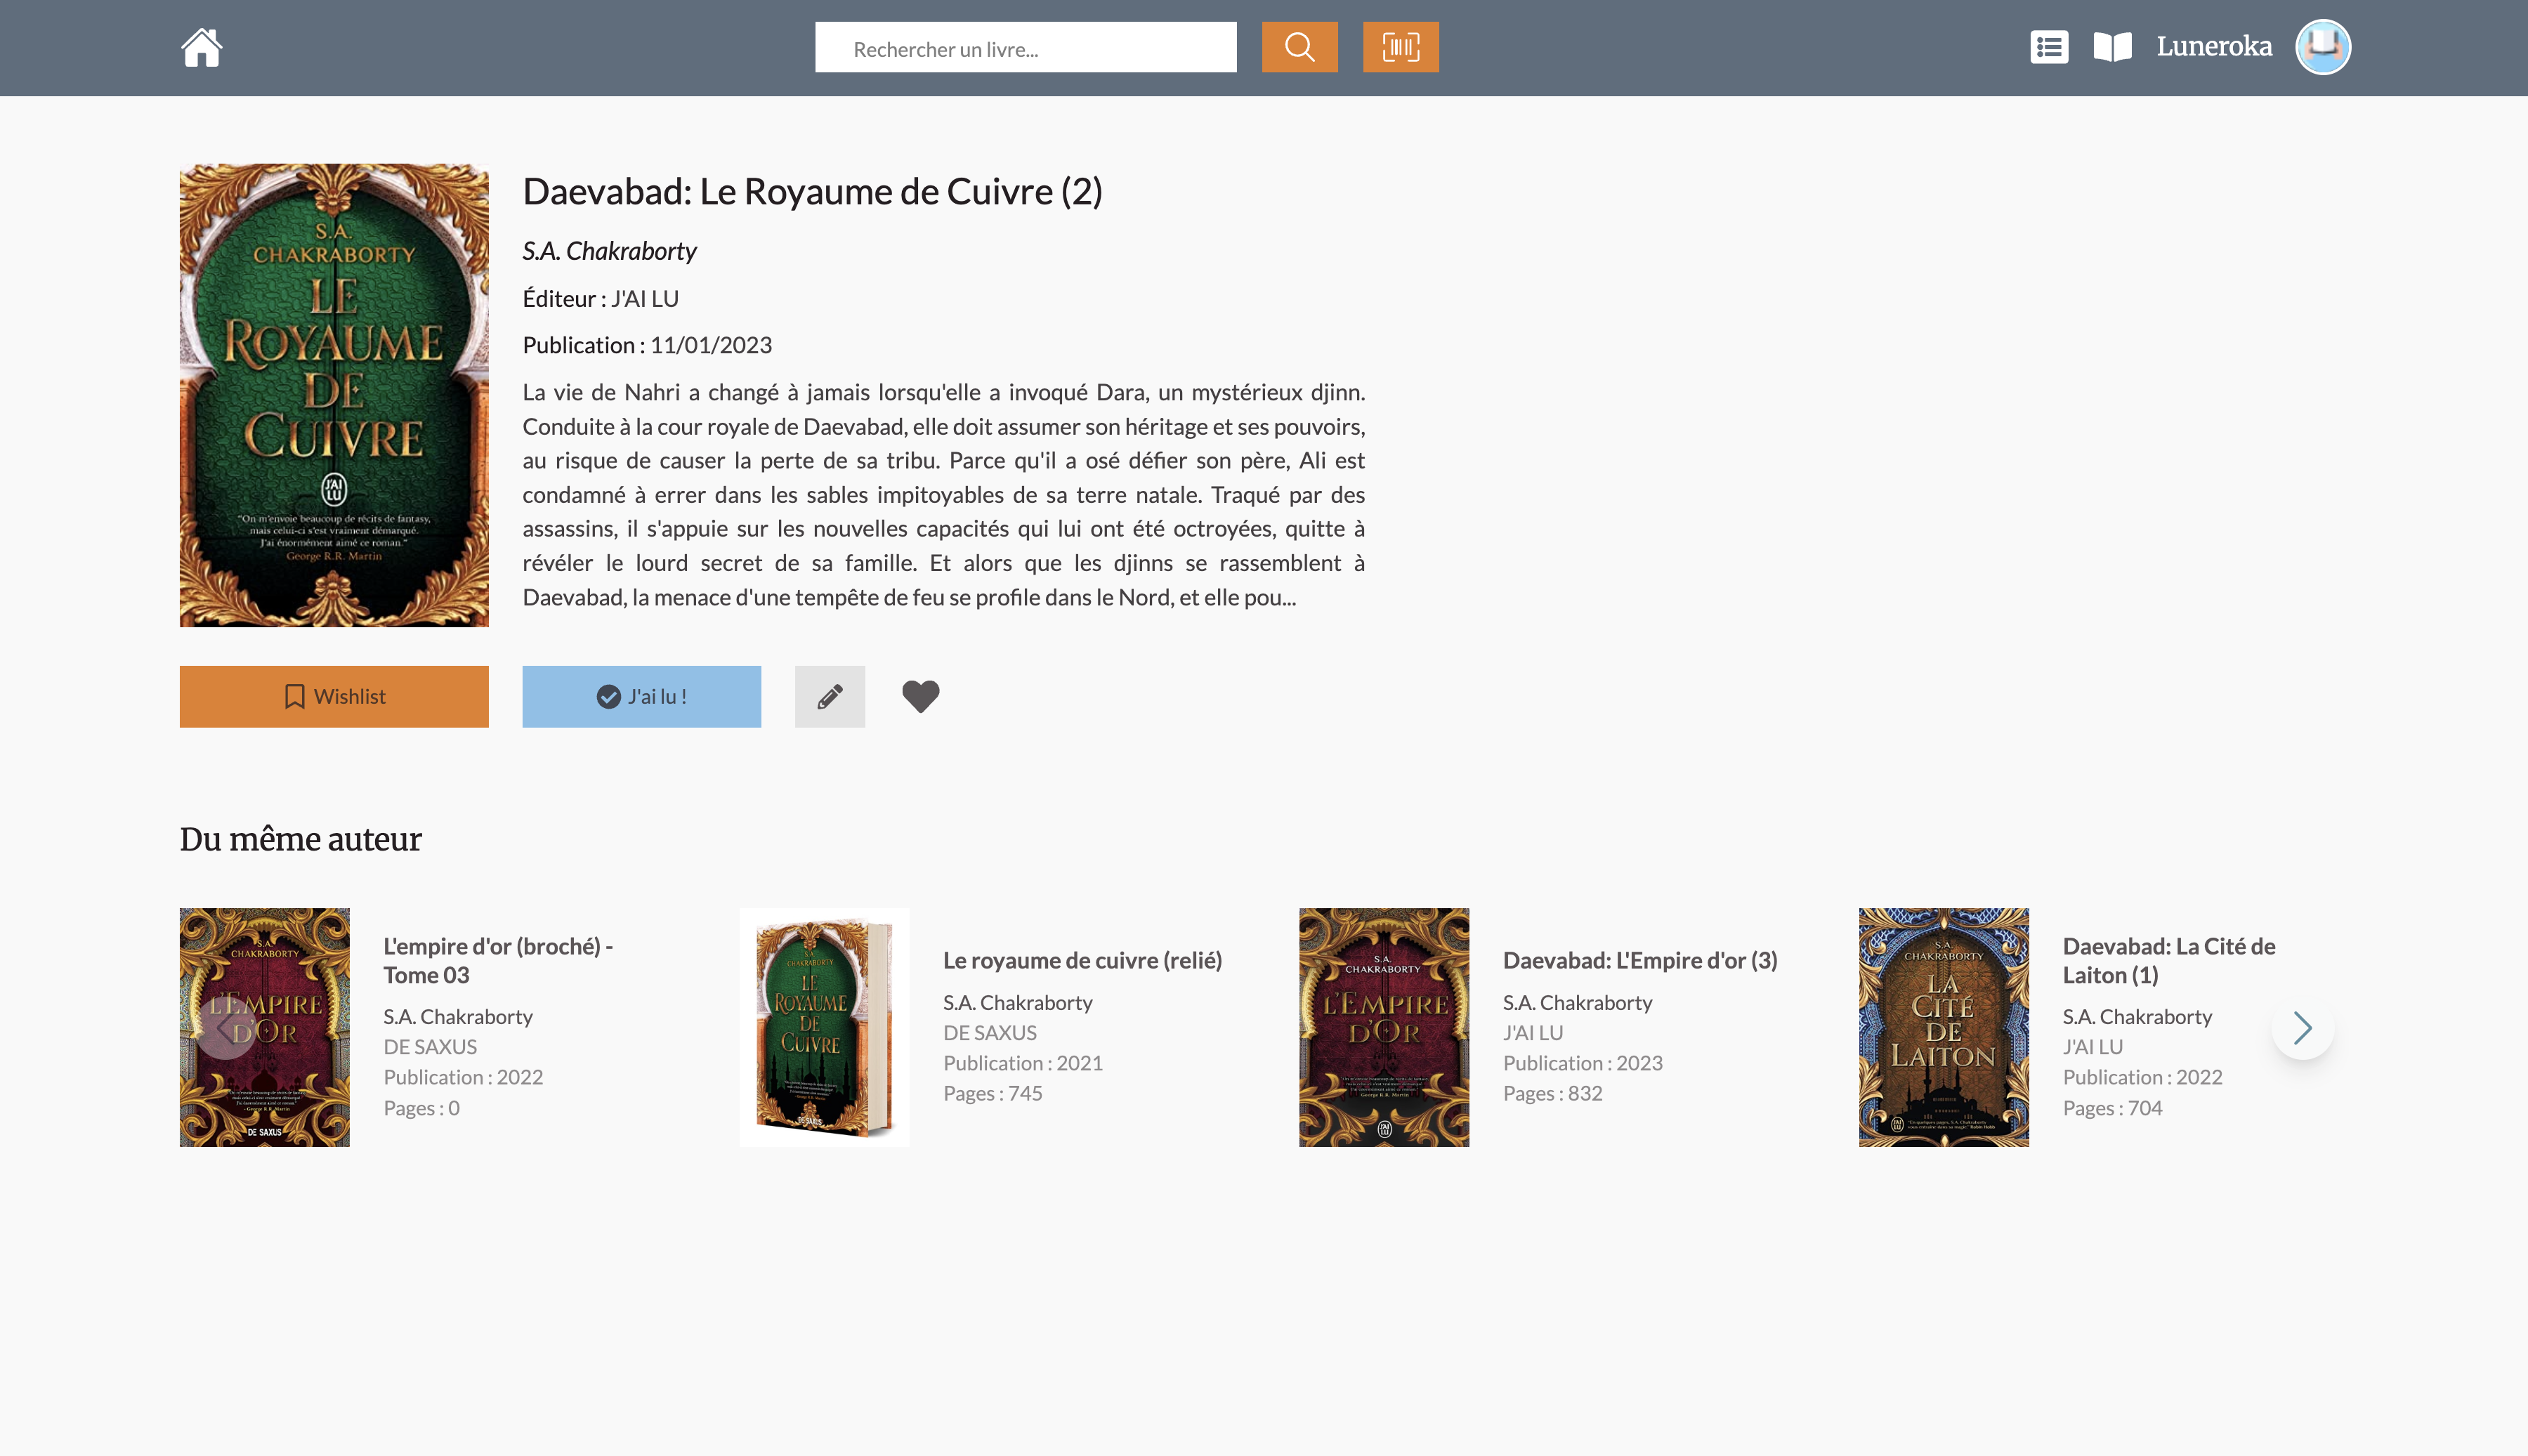 Rechercher un livre...
Luneroka
S.A.
CHAKRABORTY
LE
ROYAUME
DE
CUIVRE
J'AI
LU
"On m'envoie beaucoup de récits de fantasy,
mais celui-ci s'est vraiment démarqué.
J'ai énormément aimé ce roman."
George R.R. Martin
Daevabad: Le Royaume de Cuivre (2)
S.A. Chakraborty
Éditeur : J'AI LU
Publication : 11/01/2023
La vie de Nahri a changé à jamais lorsqu'elle a invoqué Dara, un mystérieux djinn.
Conduite à la cour royale de Daevabad, elle doit assumer son héritage et ses pouvoirs,
au risque de causer la perte de sa tribu. Parce qu'il a osé défier son père, Ali est
condamné à errer dans les sables impitoyables de sa terre natale. Traqué par des
assassins, il s'appuie sur les nouvelles capacités qui lui ont été octroyées, quitte à
révéler le lourd secret de sa famille. Et alors que les djinns se rassemblent à
Daevabad, la menace d'une tempête de feu se profile dans le Nord, et elle pou...
Wishlist
J'ai lu !
Du même auteur
S.A.
CHAKRABORTY
L'EMPIRE
D'OR
George R.R. Martin
DE SAXUS
L'empire d'or (broché) -
Tome 03
S.A. Chakraborty
DE SAXUS
Publication : 2022
Pages : 0
S.A.
CHAKRABORTY
LE
ROYAUME
DE
CUIVRE
DE SAXUS
Le royaume de cuivre (relié)
S.A. Chakraborty
DE SAXUS
Publication : 2021
Pages : 745
S.A.
CHAKRABORTY
L'EMPIRE
D'OR
George R.R. Martin
J'AI
LU
Daevabad: L'Empire d'or (3)
S.A. Chakraborty
J'AI LU
Publication : 2023
Pages : 832
S.A.
CHAKRABORTY
LA
CITÉ
DE
LAITON
Daevabad: La Cité de
Laiton (1)
S.A. Chakraborty
J'AI LU
Publication : 2022
Pages : 704